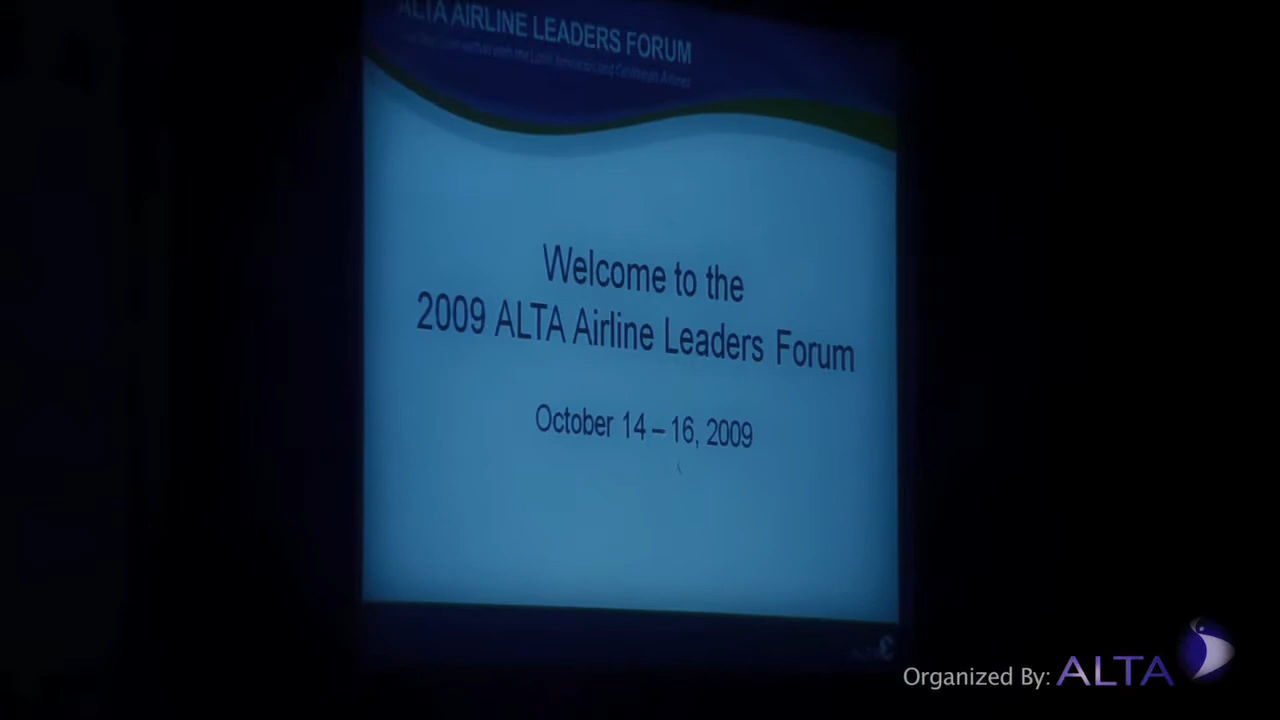 ALTA AIRLINE LEADERS FORUM
Welcome to the
2009 ALTA Airline Leaders Forum
October 14 – 16, 2009
Organized By: ALTA